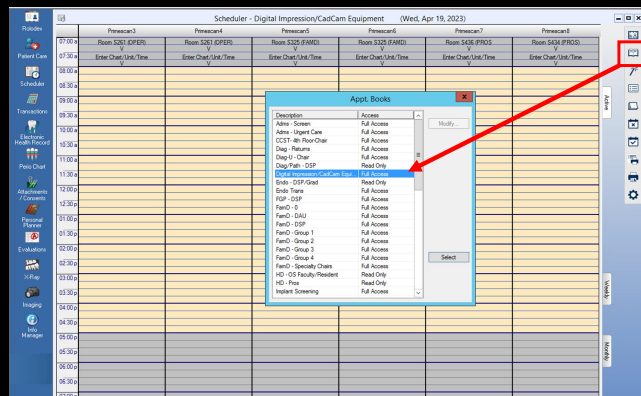 Scheduler - Digital Impression/CadCam Equipment (Wed, Apr 19, 2023)
Rolodex
Patient Care
Scheduler
Transactions
Electronic
Health Record
Perio Chart
Attachments
/ Consents
Personal
Planner
Evaluations
X-Ray
Imaging
Info
Manager
Primescan3 Primescan4 Primescan5 Primescan6 Primescan7 Primescan8
Room S261 (OPER) Room S261 (OPER) Room S325 (FAMD) Room S325 (FAMD) Room S436 (PROS Room S434 (PROS)
V V V V V V
Enter Chart/Unit/Time Enter Chart/Unit/Time Enter Chart/Unit/Time Enter Chart/Unit/Time Enter Chart/Unit/Time Enter Chart/Unit/Time
V V V V V V
07:00 a
07:30 a
08:00 a
08:30 a
09:00 a
09:30 a
10:00 a
10:30 a
11:00 a
11:30 a
12:00 p
12:30 p
01:00 p
01:30 p
02:00 p
02:30 p
03:00 p
03:30 p
04:00 p
04:30 p
05:00 p
05:30 p
06:00 p
06:30 p
07:00 p
Appt. Books
X
Description Access
Adms - Screen Full Access
Adms - Urgent Care Full Access
CCST- 4th Floor-Chair Full Access
Diag - Returns Full Access
Diag-U - Chair Full Access
Diag/Path - DSP Read Only
Digital Impression/CadCam Equi... Full Access
Endo - DSP/Grad Read Only
Endo Trans Full Access
FGP - DSP Full Access
FamD - 0 Full Access
FamD - DAU Full Access
FamD - DSP Full Access
FamD - Group 1 Full Access
FamD - Group 2 Full Access
FamD - Group 3 Full Access
FamD - Group 4 Full Access
FamD - Specialty Chairs Full Access
HD - OS Faculty/Resident Read Only
HD - Pros Read Only
Implant Screening Full Access
Modify...
Select
Active
Weekly
Monthly